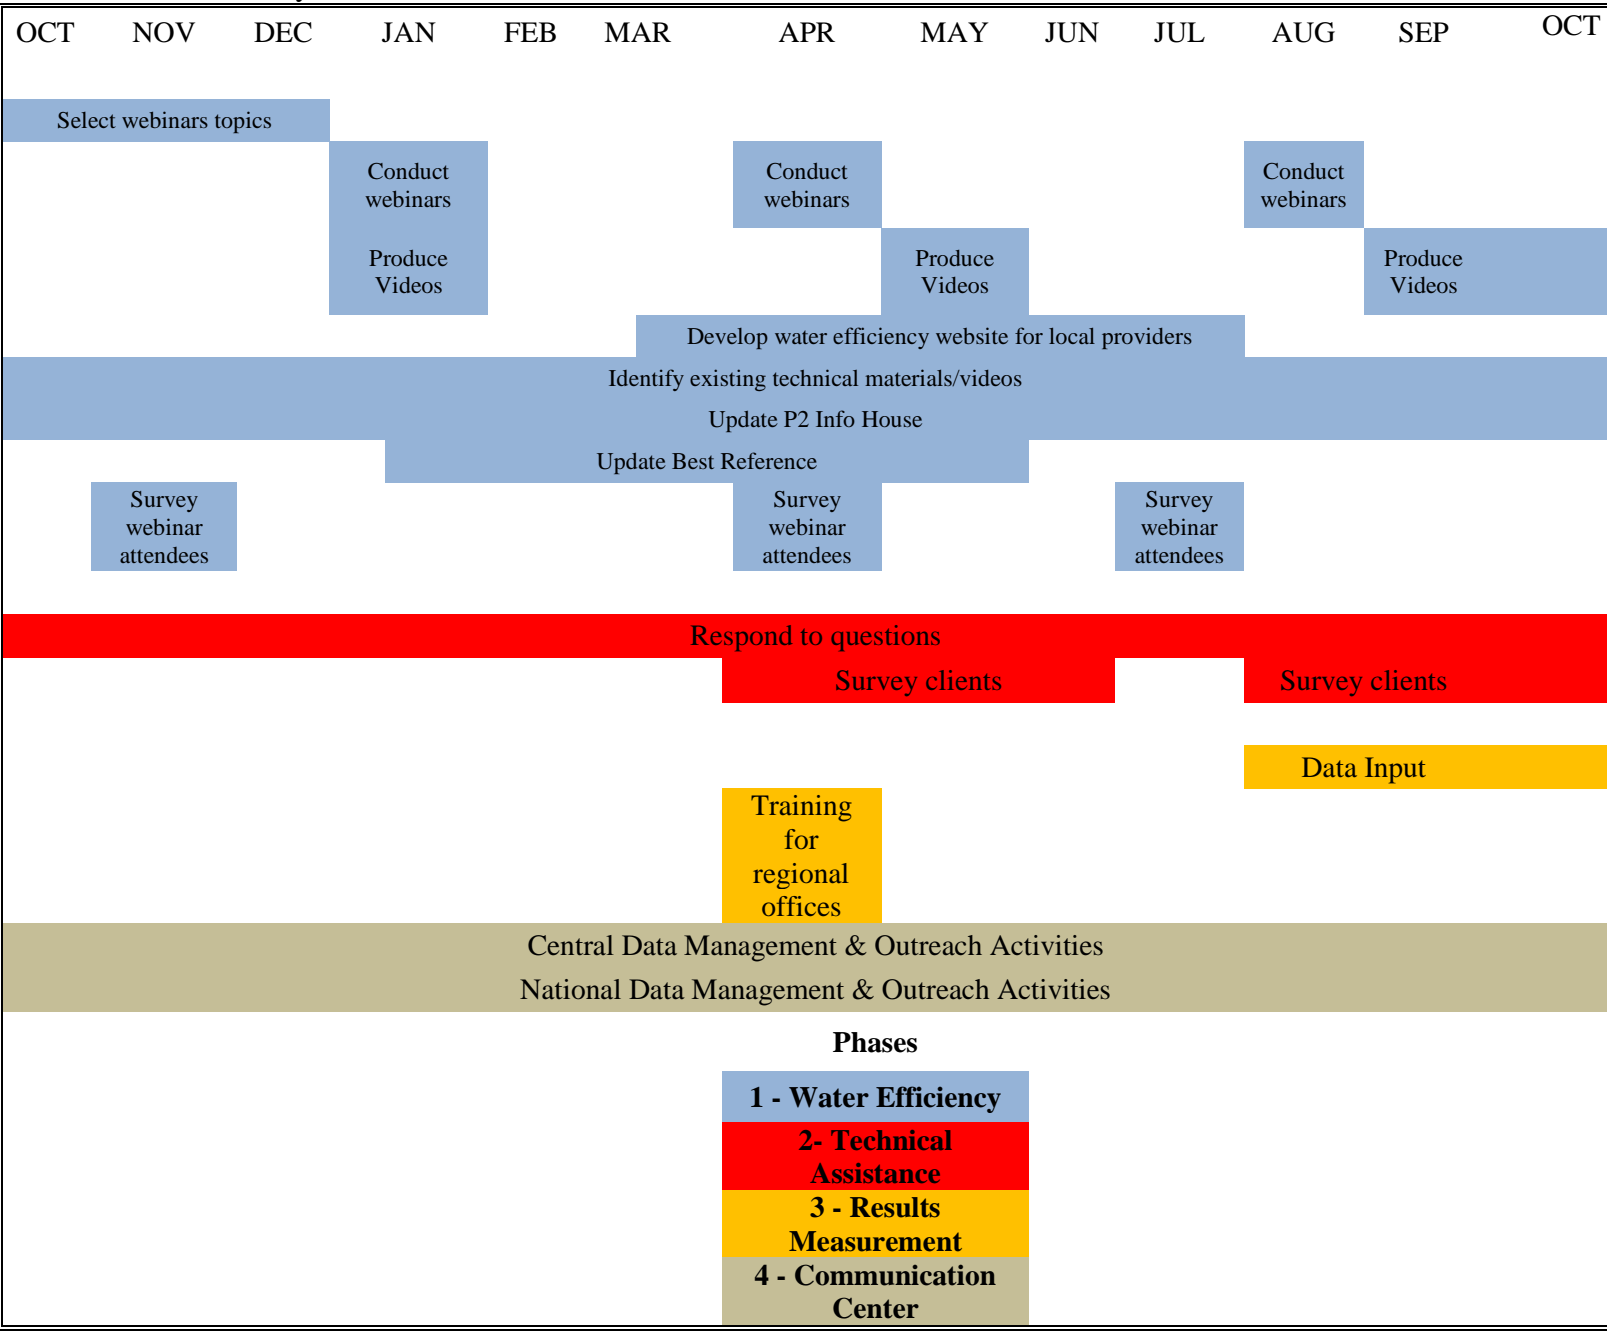 OCT NOV DEC JAN FEB MAR APR MAY JUN JUL AUG SEP OCT
Select webinars topics
Conduct
webinars
Conduct
webinars
Conduct
webinars
Produce
Videos
Produce
Videos
Produce
Videos
Develop water efficiency website for local providers
Identify existing technical materials/videos
Update P2 Info House
Update Best Reference
Survey
webinar
attendees
Survey
webinar
attendees
Survey
webinar
attendees
Respond to questions
Survey clients Survey clients
Data Input
Training
for
regional
offices
Central Data Management & Outreach Activities
National Data Management & Outreach Activities
Phases
1 - Water Efficiency
2- Technical
Assistance
3 - Results
Measurement
4 - Communication
Center